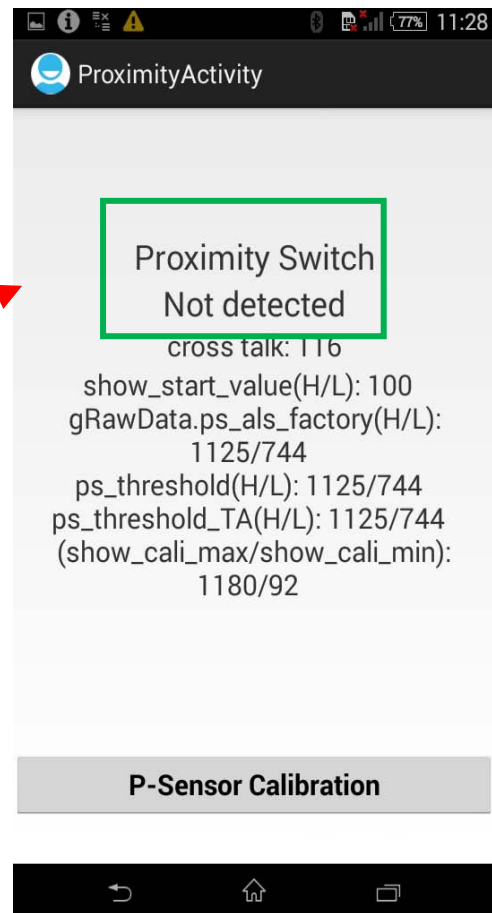 77% 11:28
ProximityActivity
Proximity Switch
Not detected
cross talk: 116
show_start_value(H/L): 100
gRawData.ps_als_factory(H/L):
1125/744
ps_threshold(H/L): 1125/744
ps_threshold_TA(H/L): 1125/744
(show_cali_max/show_cali_min):
1180/92
P-Sensor Calibration